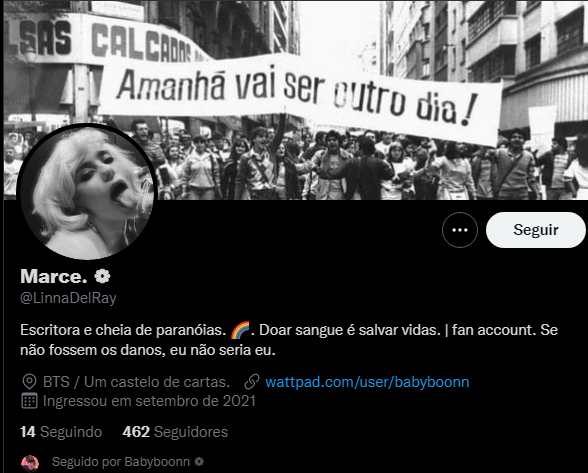 LSAS CALÇADOS
Amanhã vai ser outro dia!
Seguir
Marce.
@LinnaDelRay
Escritora e cheia de paranóias. 🌈. Doar sangue é salvar vidas. | fan account. Se
não fossem os danos, eu não seria eu.
BTS / Um castelo de cartas. wattpad.com/user/babyboonn
Ingressou em setembro de 2021
14 Seguindo 462 Seguidores
Seguido por Babyboonn